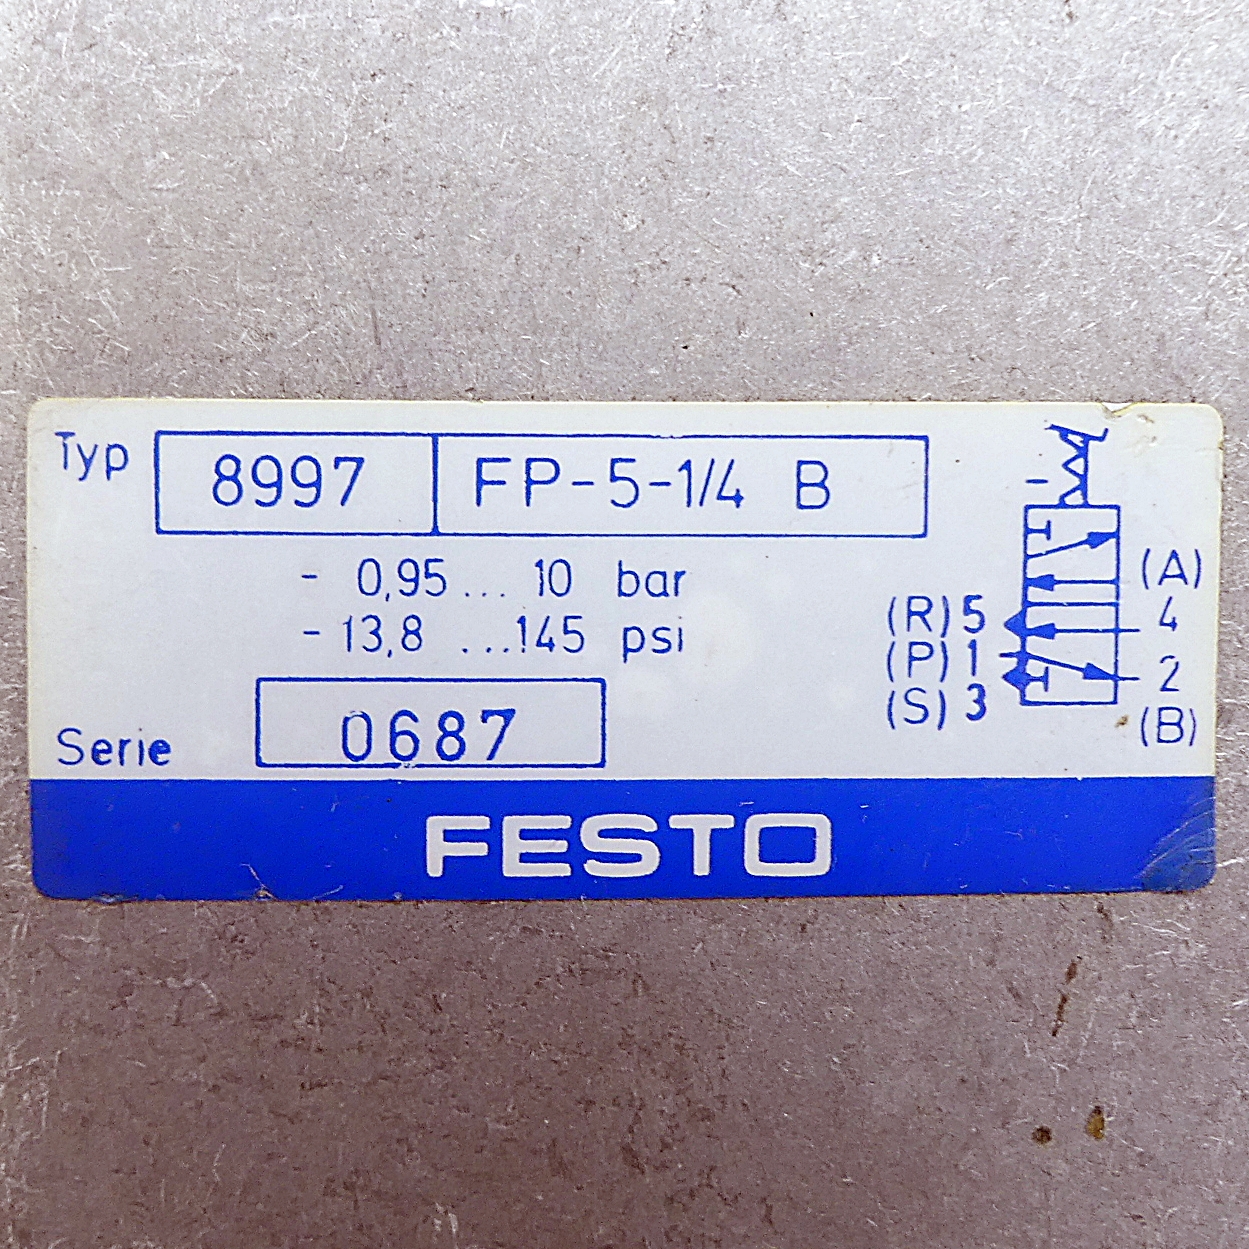 Typ 8997 FP-5-1/4 B
- 0,95... 10 bar
- 13,8 ...145 psi
Serie 0687
(A)
(R) 5 4
(P) 1
2
(S) 3
(B)
FESTO